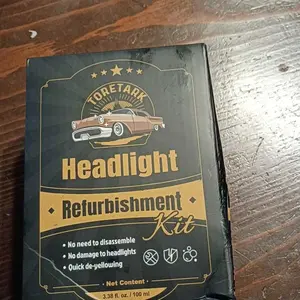 TORETARK
Headlight
Refurbishment
Kit
• No need to disassemble
• No damage to headlights
• Quick de-yellowing
• Net Content •
3.38 fl. oz. / 100 ml